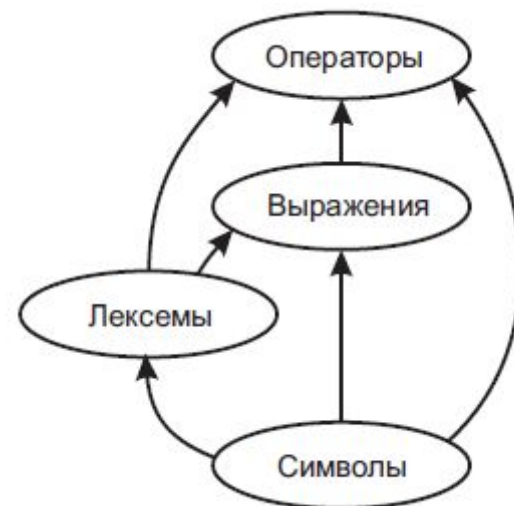 Операторы
Выражения
Лексемы
Символы